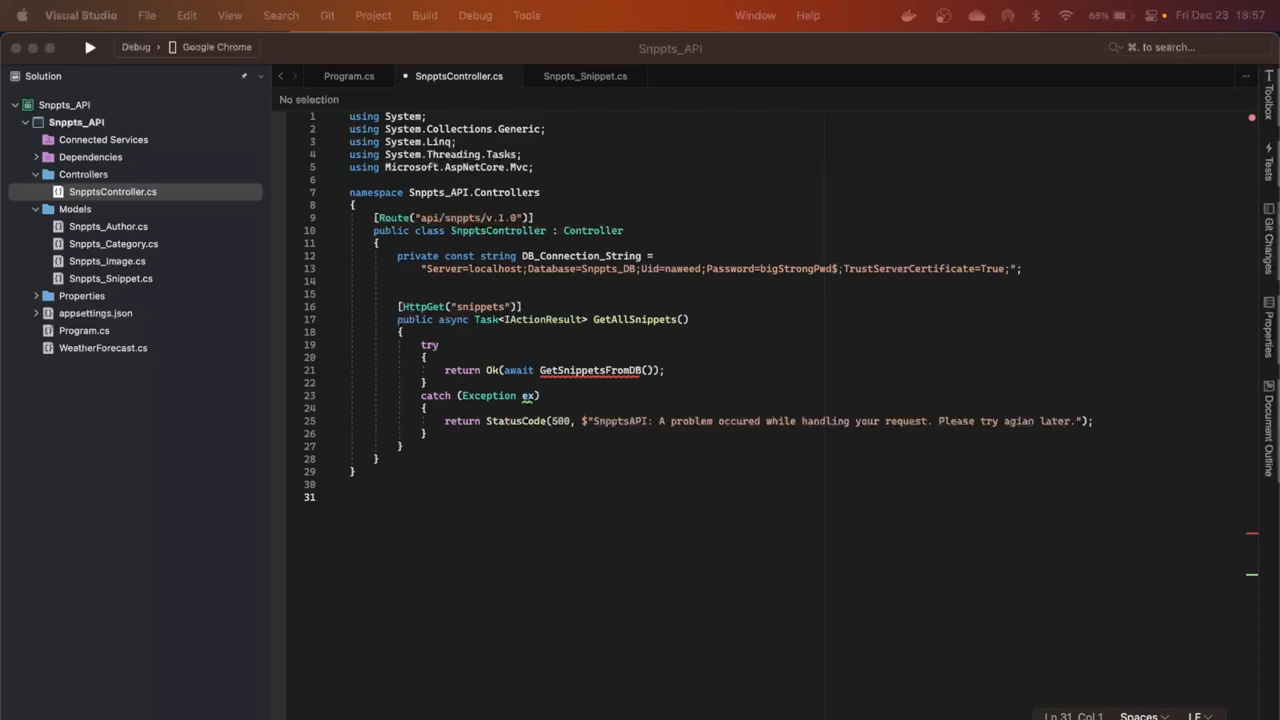 Visual Studio File Edit View Search Git Project Build Debug Tools Window Help 68% Fri Dec 23 18:57
Debug › Google Chrome Snppts_API ⌘. to search...
Solution
Program.cs SnpptsController.cs Snppts_Snippet.cs
No selection
Snppts_API
Snppts_API
Connected Services
Dependencies
Controllers
SnpptsController.cs
Models
Snppts_Author.cs
Snppts_Category.cs
Snppts_Image.cs
Snppts_Snippet.cs
Properties
appsettings.json
Program.cs
WeatherForecast.cs
1 using System;
2 using System.Collections.Generic;
3 using System.Linq;
4 using System.Threading.Tasks;
5 using Microsoft.AspNetCore.Mvc;
6
7 namespace Snppts_API.Controllers
8 {
9 [Route("api/snppts/v.1.0")]
10 public class SnpptsController : Controller
11 {
12 private const string DB_Connection_String =
13 "Server=localhost;Database=Snppts_DB;Uid=naweed;Password=bigStrongPwd$;TrustServerCertificate=True;";
14
15
16 [HttpGet("snippets")]
17 public async Task<IActionResult> GetAllSnippets()
18 {
19 try
20 {
21 return Ok(await GetSnippetsFromDB());
22 }
23 catch (Exception ex)
24 {
25 return StatusCode(500, $"SnpptsAPI: A problem occured while handling your request. Please try agian later.");
26 }
27 }
28 }
29 }
30
31
Toolbox
Tests
Git Changes
Properties
Document Outline
Ln 31, Col 1 Spaces LF